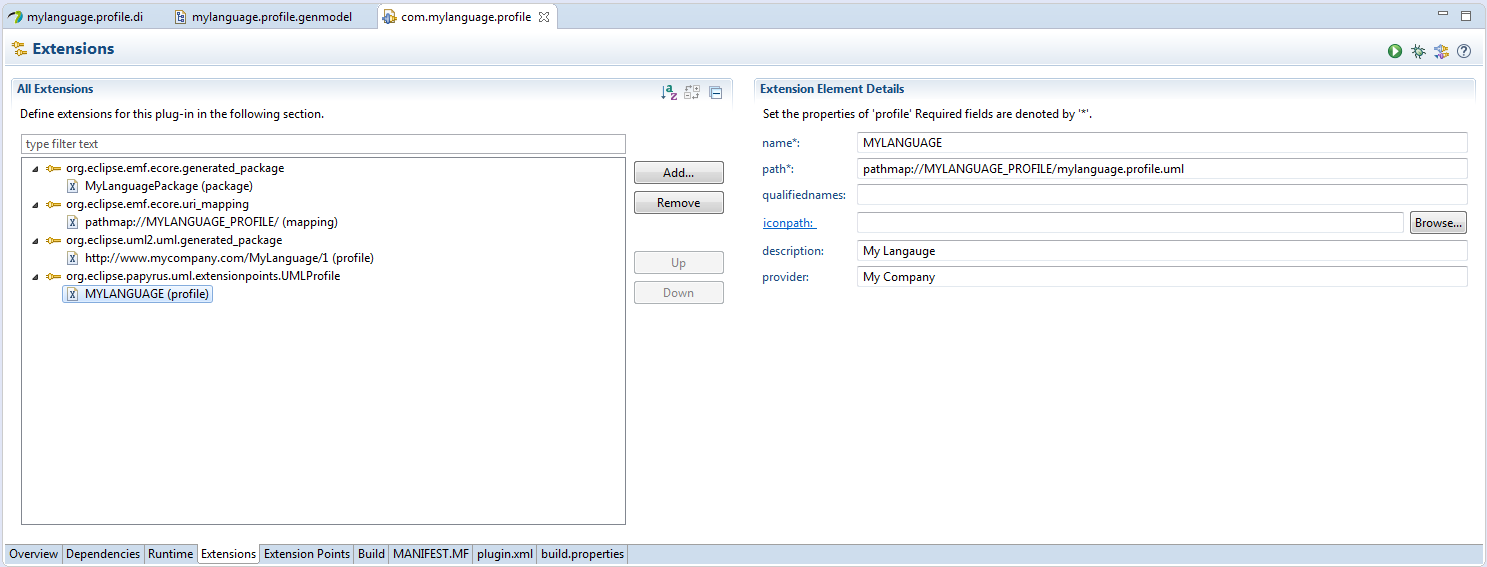 mylanguage.profile.di mylanguage.profile.genmodel com.mylanguage.profile
Extensions
All Extensions
Define extensions for this plug-in in the following section.
type filter text
org.eclipse.emf.ecore.generated_package
MyLanguagePackage (package)
org.eclipse.emf.ecore.uri_mapping
pathmap://MYLANGUAGE_PROFILE/ (mapping)
org.eclipse.uml2.uml.generated_package
http://www.mycompany.com/MyLanguage/1 (profile)
org.eclipse.papyrus.uml.extensionpoints.UMLProfile
MYLANGUAGE (profile)
Add...
Remove
Up
Down
Extension Element Details
Set the properties of 'profile' Required fields are denoted by '*'.
name*: MYLANGUAGE
path*: pathmap://MYLANGUAGE_PROFILE/mylanguage.profile.uml
qualifiednames:
iconpath: Browse...
description: My Langauge
provider: My Company
Overview Dependencies Runtime Extensions Extension Points Build MANIFEST.MF plugin.xml build.properties